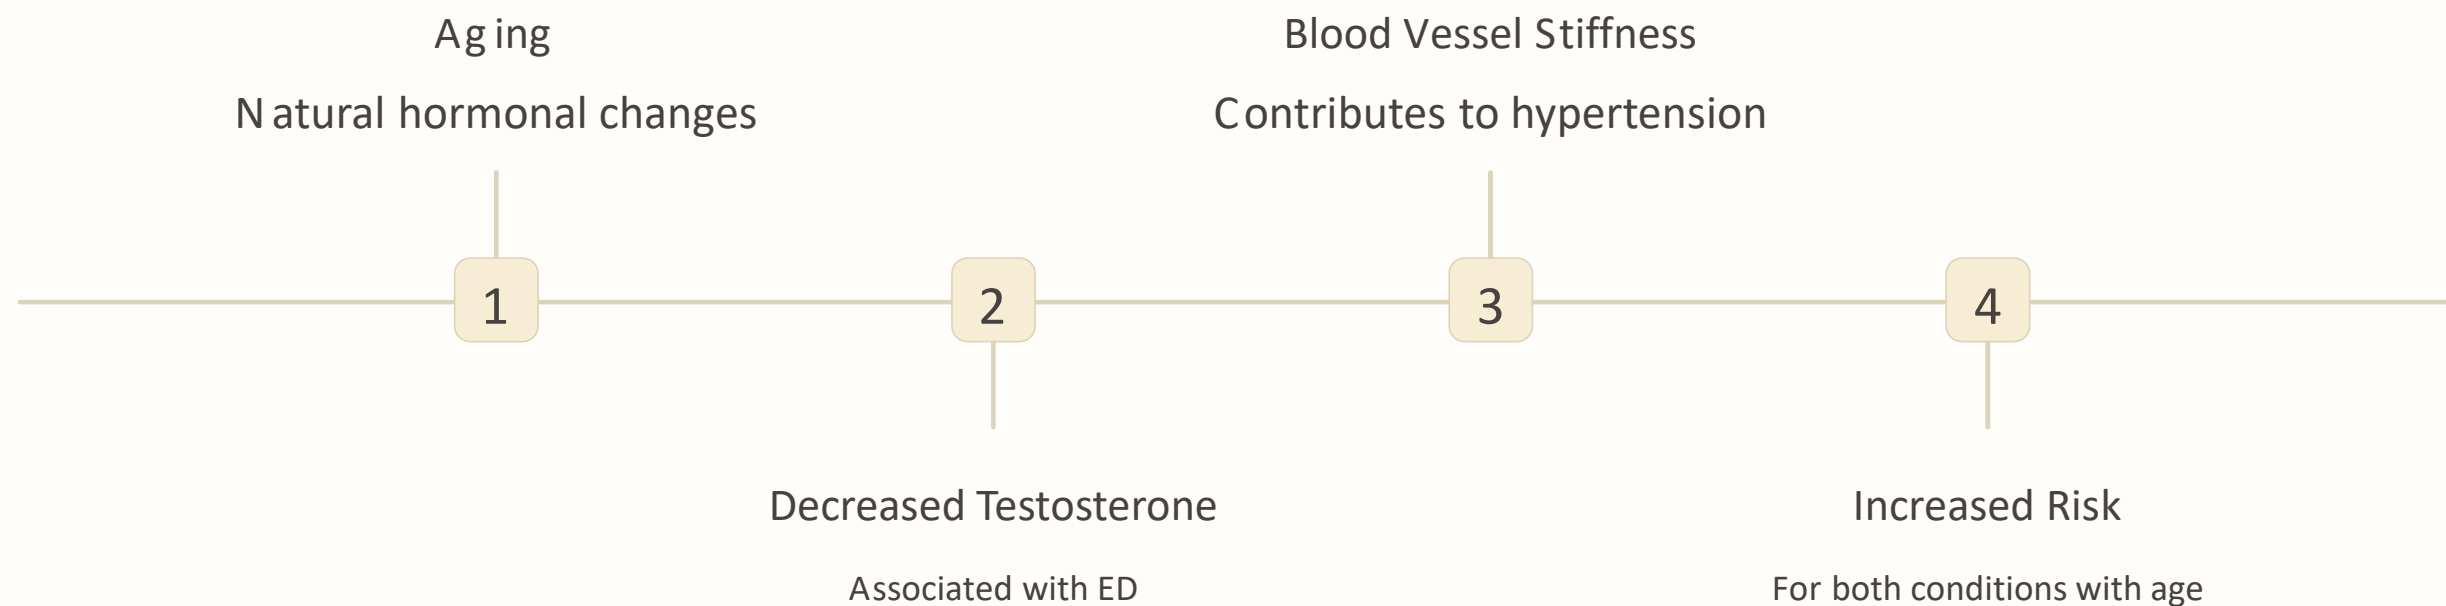 Aging
Natural hormonal changes
Blood Vessel Stiffness
Contributes to hypertension
1
2
3
4
Decreased Testosterone
Associated with ED
Increased Risk
For both conditions with age